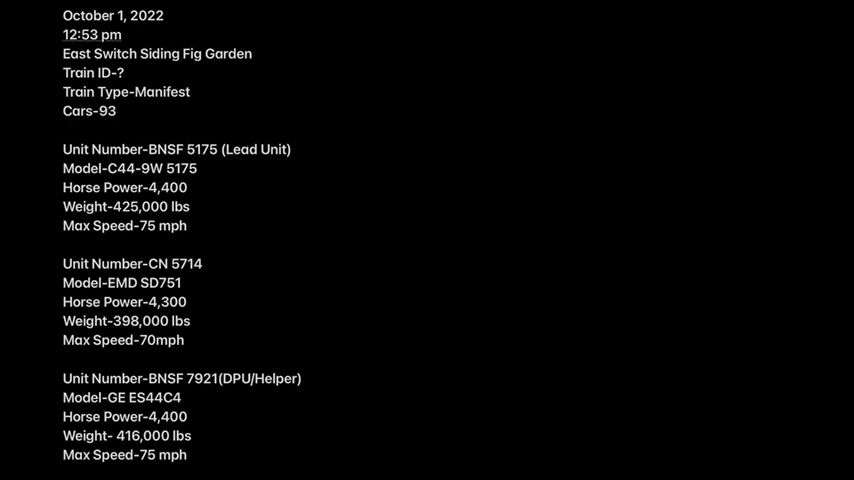 October 1, 2022
12:53 pm
East Switch Siding Fig Garden
Train ID-?
Train Type-Manifest
Cars-93
Unit Number-BNSF 5175 (Lead Unit)
Model-C44-9W 5175
Horse Power-4,400
Weight-425,000 lbs
Max Speed-75 mph
Unit Number-CN 5714
Model-EMD SD751
Horse Power-4,300
Weight-398,000 lbs
Max Speed-70mph
Unit Number-BNSF 7921(DPU/Helper)
Model-GE ES44C4
Horse Power-4,400
Weight- 416,000 lbs
Max Speed-75 mph